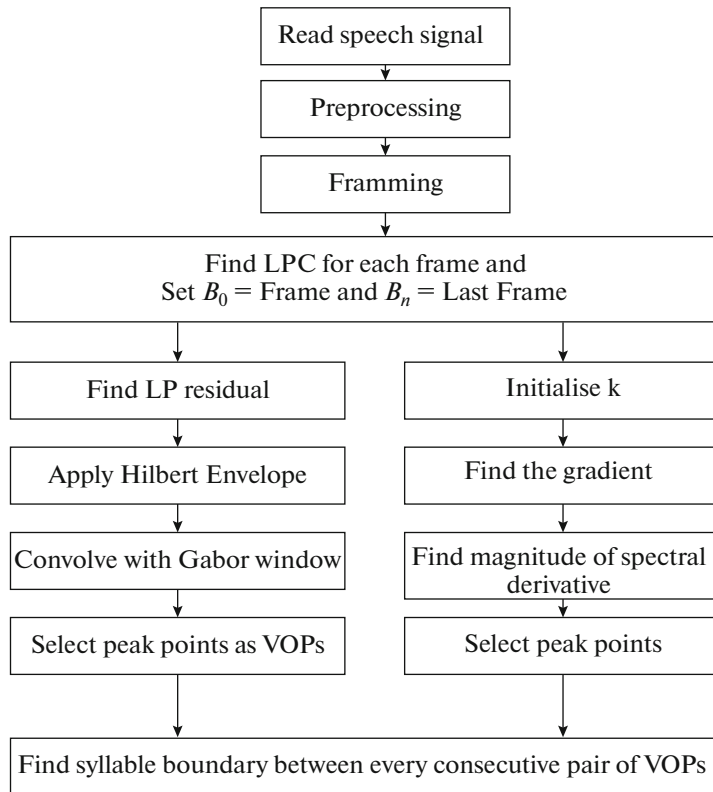 Read speech signal
Preprocessing
Framming
Find LPC for each frame and
Set B₀ = Frame and Bₙ = Last Frame
Find LP residual
Apply Hilbert Envelope
Convolve with Gabor window
Select peak points as VOPs
Initialise k
Find the gradient
Find magnitude of spectral
derivative
Select peak points
Find syllable boundary between every consecutive pair of VOPs